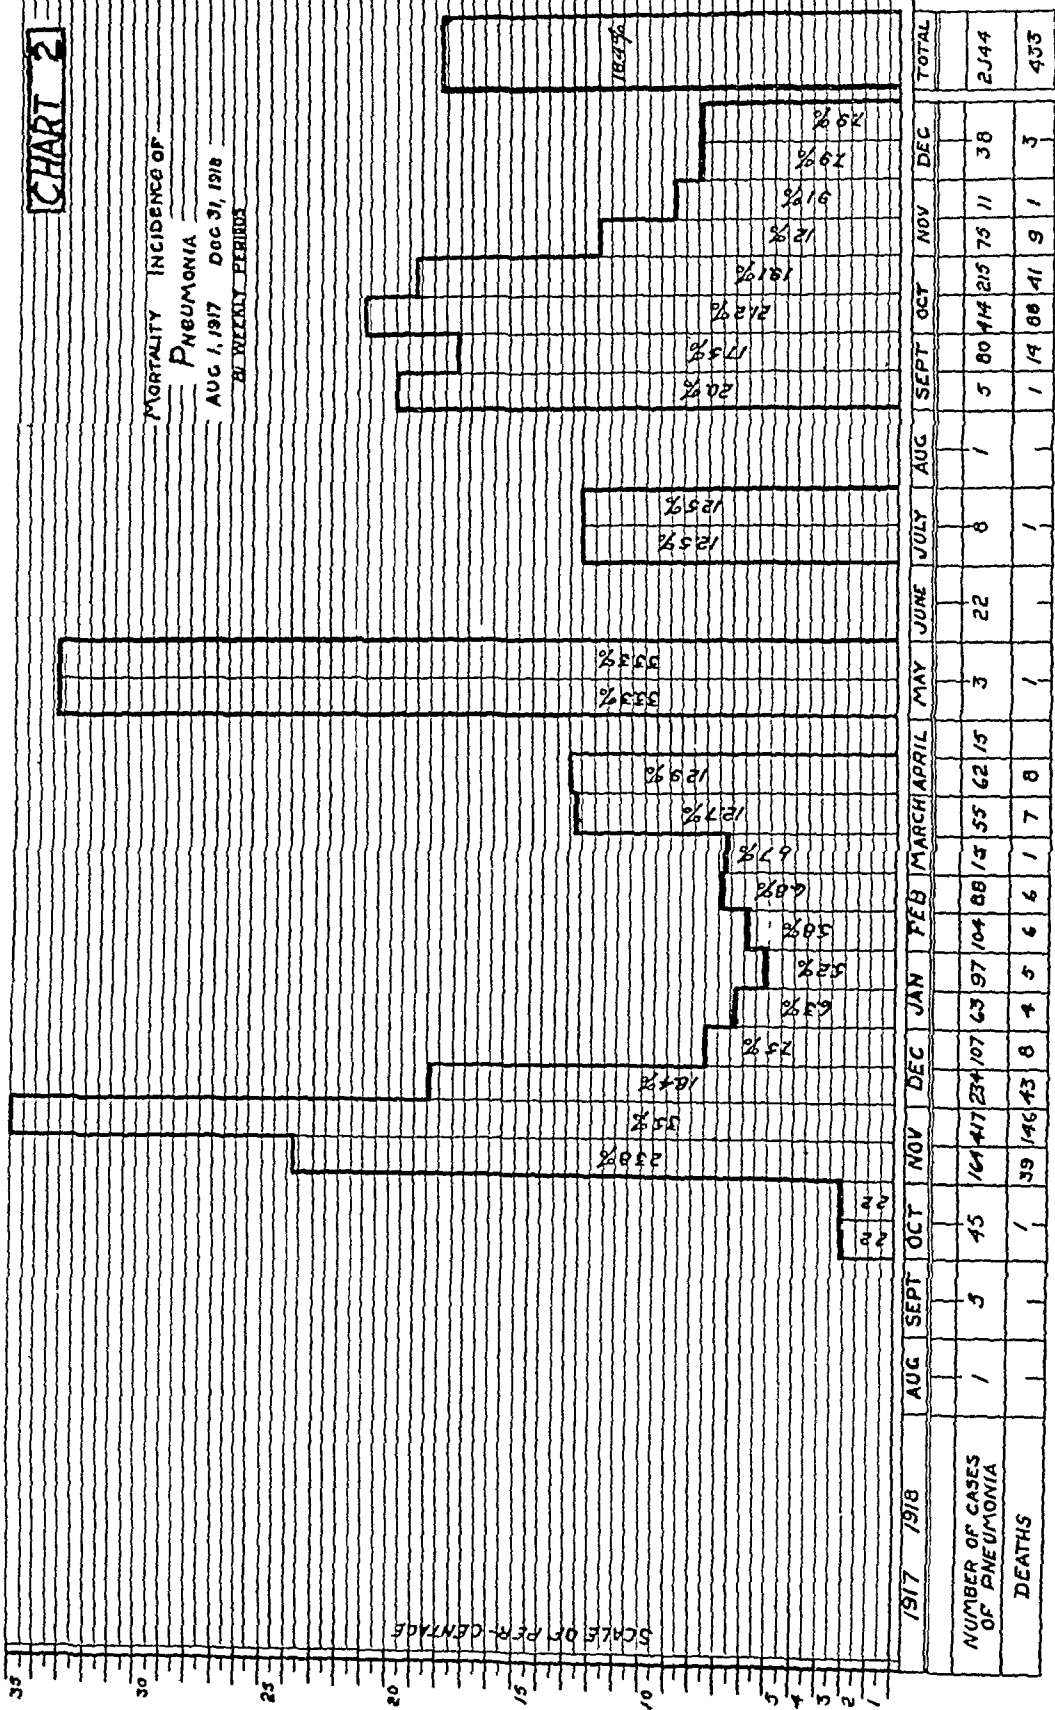 CHART 2
MORTALITY INCIDENCE OF
PNEUMONIA
AUG 1, 1917 DEC 31, 1918
BI WEEKLY PERIODS
SCALE OF PER-CENTAGE
35
30
25
20
15
10
5
4
3
2
1
2.2 2.2 23.8% 35% 18.4% 7.5% 6.3% 5.2% 5.8% 6.8% 6.7% 12.7% 12.9% 33.3% 33.3% 12.5% 12.5% 20% 17.5% 21.2% 19.1% 12% 9.1% 7.9% 7.9% 18.4%
1917 1918 AUG SEPT OCT NOV DEC JAN FEB MARCH APRIL MAY JUNE JULY AUG SEPT OCT NOV DEC TOTAL
NUMBER OF CASES
OF PNEUMONIA 1 5 45 164 417 234 107 63 97 104 88 15 55 62 15 3 22 8 1 5 80 414 215 75 11 38 2344
DEATHS 1 39 146 43 8 4 5 6 6 1 7 8 1 1 1 14 88 41 9 1 3 433